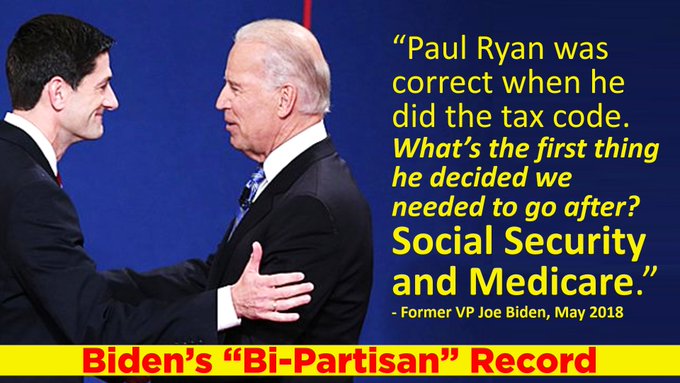 “Paul Ryan was
correct when he
did the tax code.
What’s the first thing
he decided we
needed to go after?
Social Security
and Medicare.”
- Former VP Joe Biden, May 2018
Biden’s “Bi-Partisan” Record